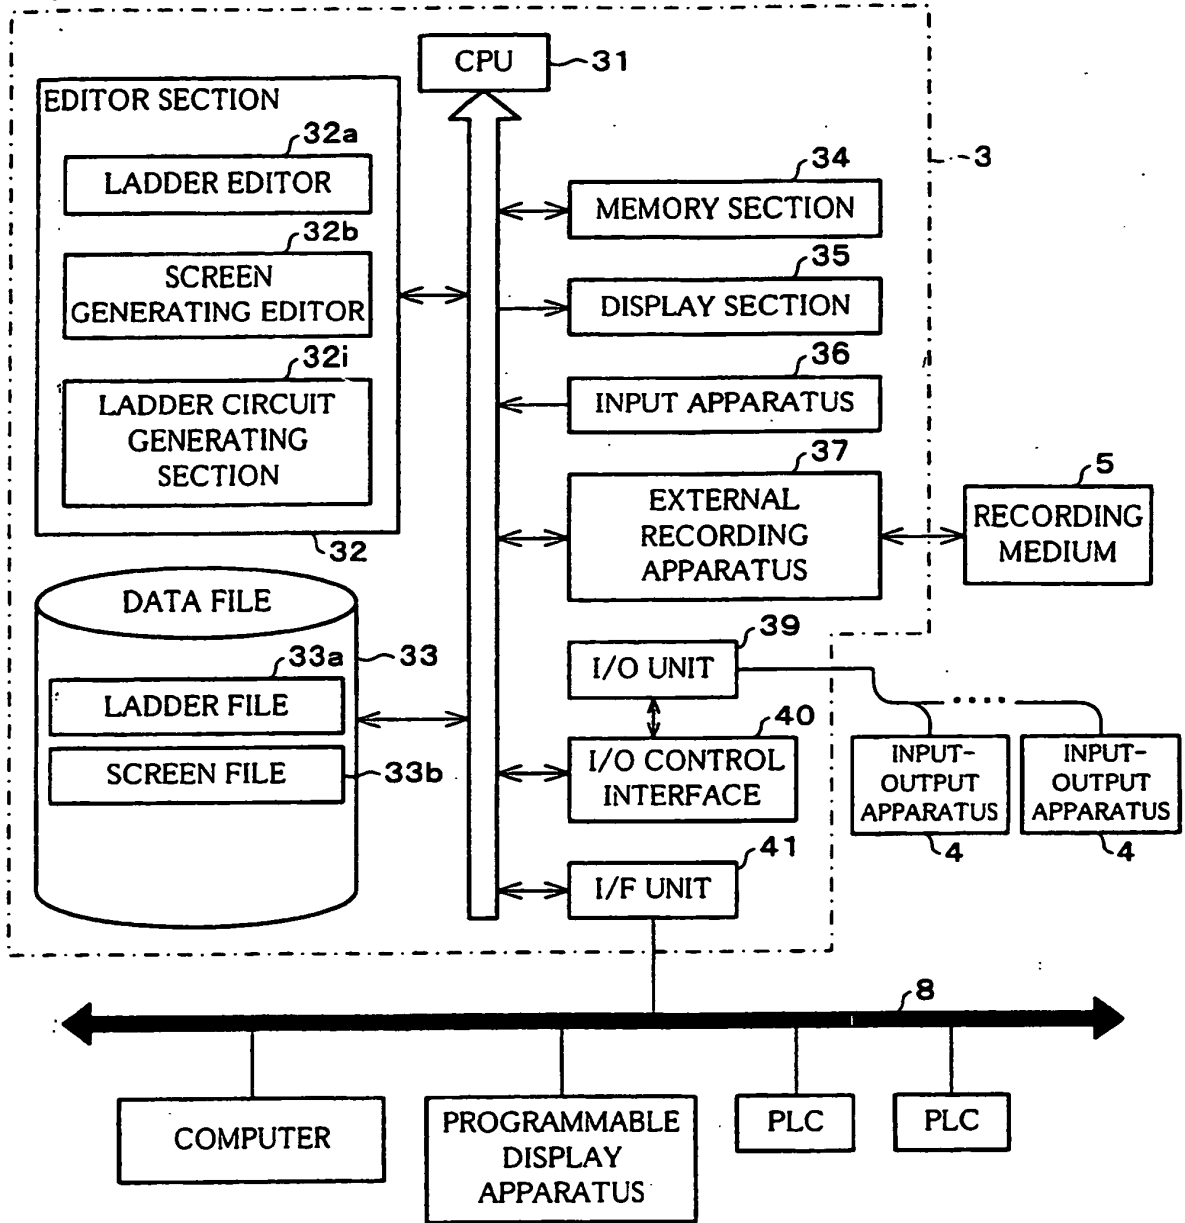 CPU
31
EDITOR SECTION
32a
LADDER EDITOR
32b
SCREEN
GENERATING EDITOR
32i
LADDER CIRCUIT
GENERATING
SECTION
32
34
MEMORY SECTION
35
DISPLAY SECTION
36
INPUT APPARATUS
37
EXTERNAL
RECORDING
APPARATUS
3
5
RECORDING
MEDIUM
DATA FILE
33
33a
LADDER FILE
SCREEN FILE
33b
39
I/O UNIT
40
I/O CONTROL
INTERFACE
41
I/F UNIT
INPUT-
OUTPUT
APPARATUS
4
INPUT-
OUTPUT
APPARATUS
4
8
COMPUTER
PROGRAMMABLE
DISPLAY
APPARATUS
PLC
PLC